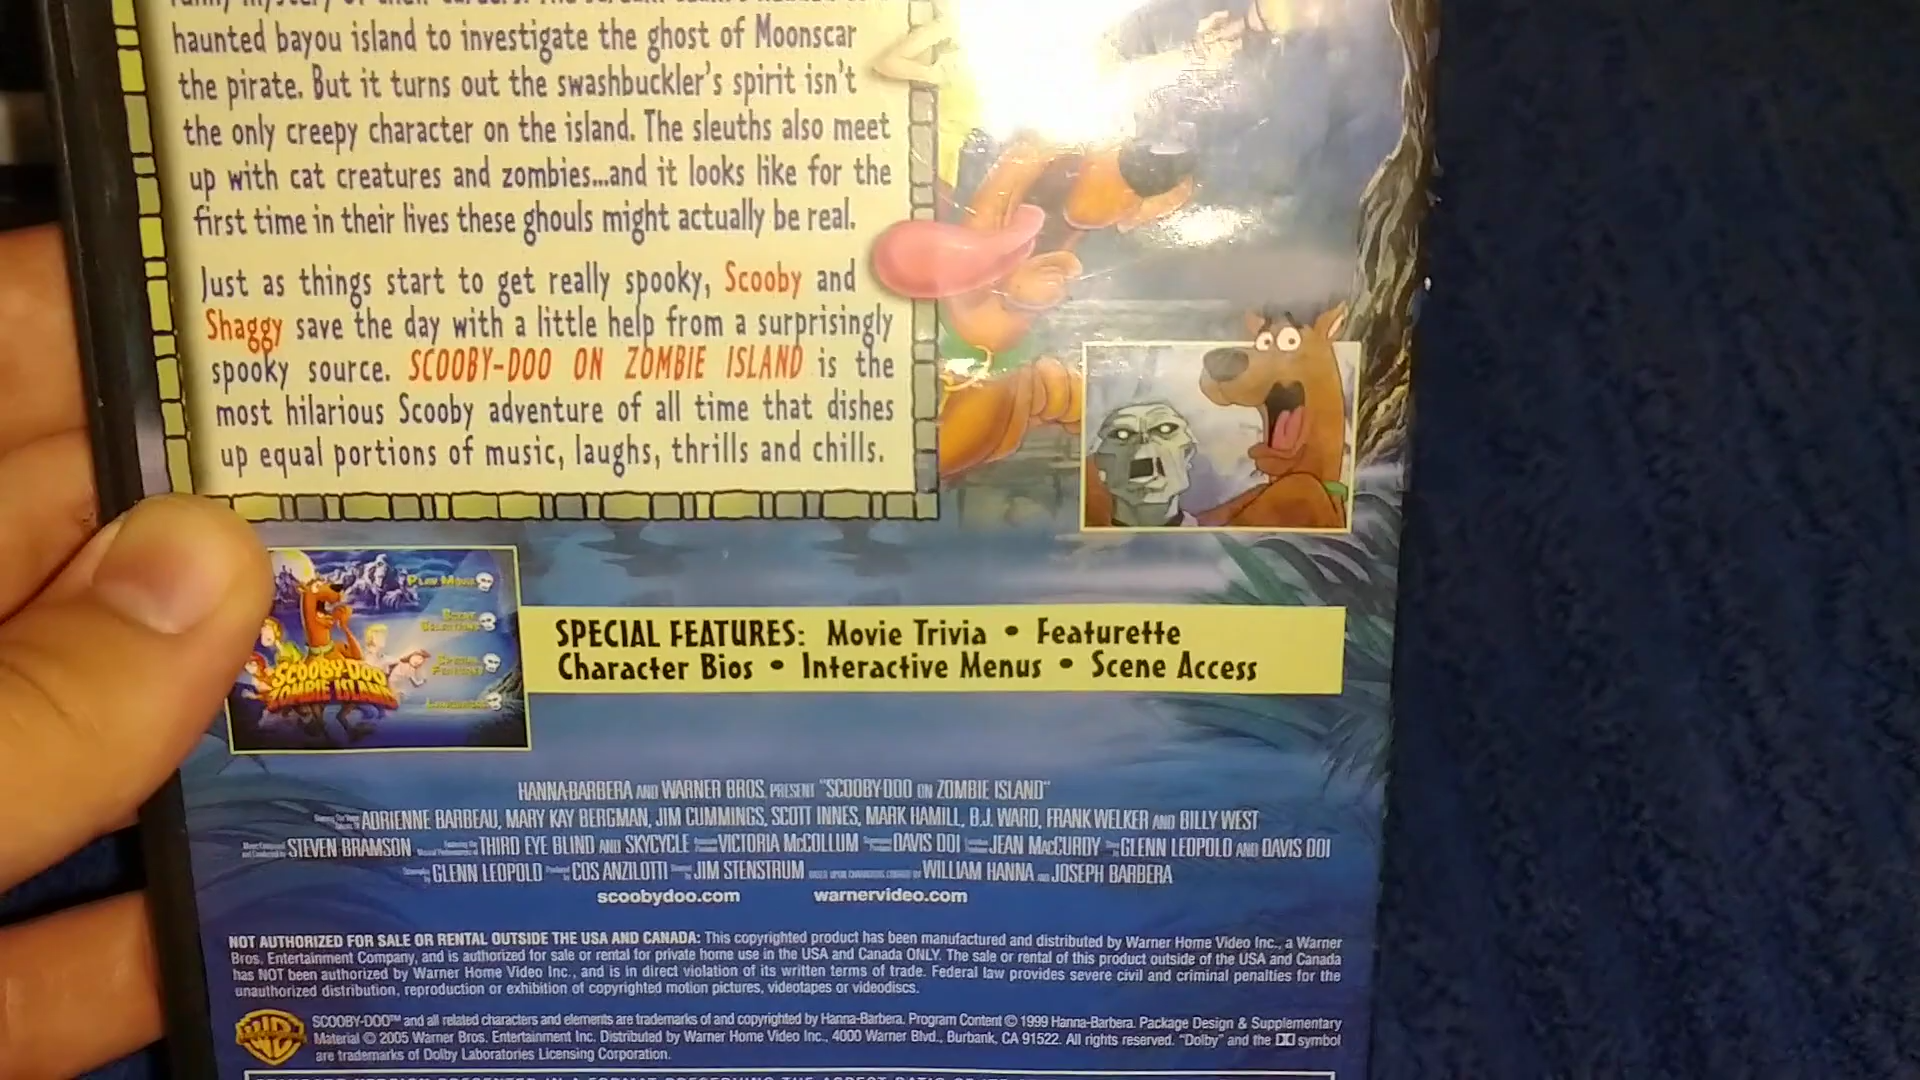 haunted bayou island to investigate the ghost of Moonscar
the pirate. But it turns out the swashbuckler's spirit isn't
the only creepy character on the island. The sleuths also meet
up with cat creatures and zombies...and it looks like for the
first time in their lives these ghouls might actually be real.
Just as things start to get really spooky, Scooby and
Shaggy save the day with a little help from a surprisingly
spooky source. SCOOBY-DOO ON ZOMBIE ISLAND is the
most hilarious Scooby adventure of all time that dishes
up equal portions of music, laughs, thrills and chills.
PLAY MOVIE
SCOOBY-DOO
ZOMBIE ISLAND
SPECIAL FEATURES: Movie Trivia • Featurette
Character Bios • Interactive Menus • Scene Access
HANNA-BARBERA AND WARNER BROS. PRESENT "SCOOBY-DOO ON ZOMBIE ISLAND"
ADRIENNE BARBEAU, MARY KAY BERGMAN, JIM CUMMINGS, SCOTT INNES, MARK HAMILL, B.J. WARD, FRANK WELKER AND BILLY WEST
STEVEN BRAMSON THIRD EYE BLIND AND SKYCYCLE VICTORIA McCOLLUM DAVIS DOI JEAN MacCURDY GLENN LEOPOLD AND DAVIS DOI
GLENN LEOPOLD COS ANZILOTTI JIM STENSTRUM WILLIAM HANNA AND JOSEPH BARBERA
scoobydoo.com warnervideo.com
NOT AUTHORIZED FOR SALE OR RENTAL OUTSIDE THE USA AND CANADA: This copyrighted product has been manufactured and distributed by Warner Home Video Inc., a Warner
Bros. Entertainment Company, and is authorized for sale or rental for private home use in the USA and Canada ONLY. The sale or rental of this product outside of the USA and Canada
has NOT been authorized by Warner Home Video Inc., and is in direct violation of its written terms of trade. Federal law provides severe civil and criminal penalties for the
unauthorized distribution, reproduction or exhibition of copyrighted motion pictures, videotapes or videodiscs.
SCOOBY-DOO™ and all related characters and elements are trademarks of and copyrighted by Hanna-Barbera. Program Content © 1999 Hanna-Barbera. Package Design & Supplementary
Material © 2005 Warner Bros. Entertainment Inc. Distributed by Warner Home Video Inc., 4000 Warner Blvd., Burbank, CA 91522. All rights reserved. "Dolby" and the symbol
are trademarks of Dolby Laboratories Licensing Corporation.